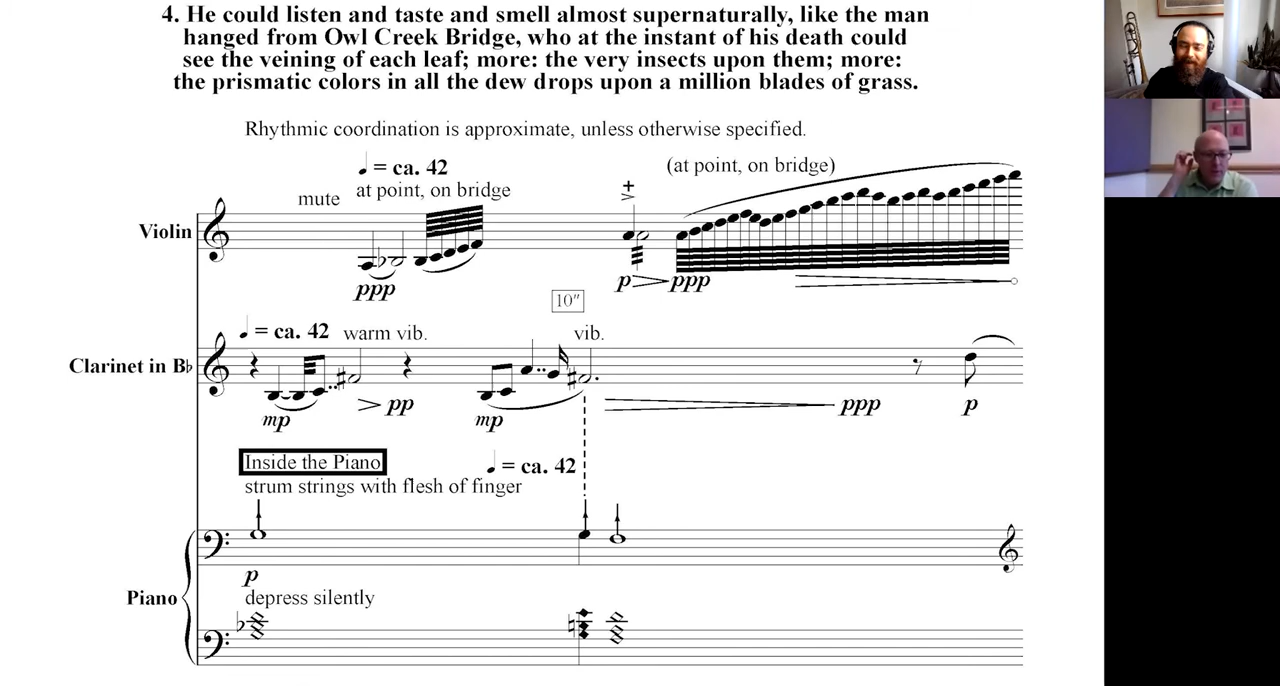 4. He could listen and taste and smell almost supernaturally, like the man
hanged from Owl Creek Bridge, who at the instant of his death could
see the veining of each leaf; more: the very insects upon them; more:
the prismatic colors in all the dew drops upon a million blades of grass.
Rhythmic coordination is approximate, unless otherwise specified.
♩ = ca. 42
(at point, on bridge)
mute
at point, on bridge
Violin
ppp
p
ppp
10"
♩ = ca. 42
warm vib.
vib.
Clarinet in B♭
mp
pp
mp
ppp
p
Inside the Piano
♩ = ca. 42
strum strings with flesh of finger
p
Piano
depress silently